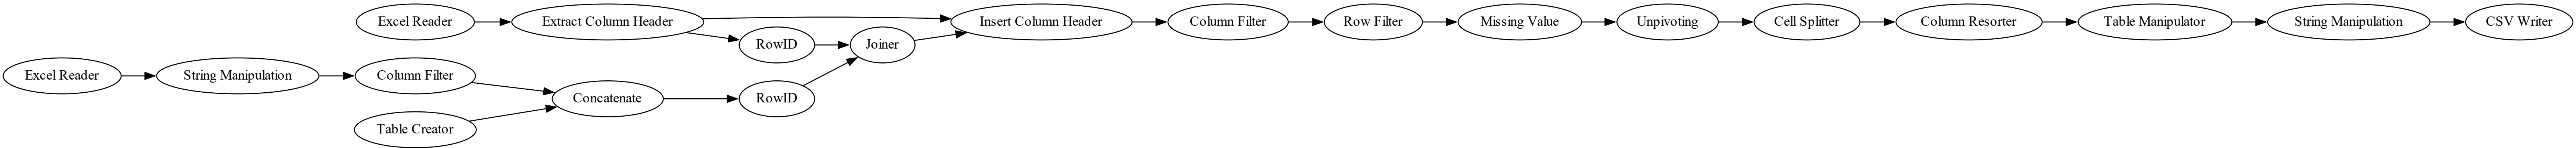 Excel Reader
Extract Column Header
Insert Column Header
Column Filter
Row Filter
Missing Value
Unpivoting
Cell Splitter
Column Resorter
Table Manipulator
String Manipulation
CSV Writer
RowID
Joiner
Excel Reader
String Manipulation
Column Filter
Concatenate
RowID
Table Creator